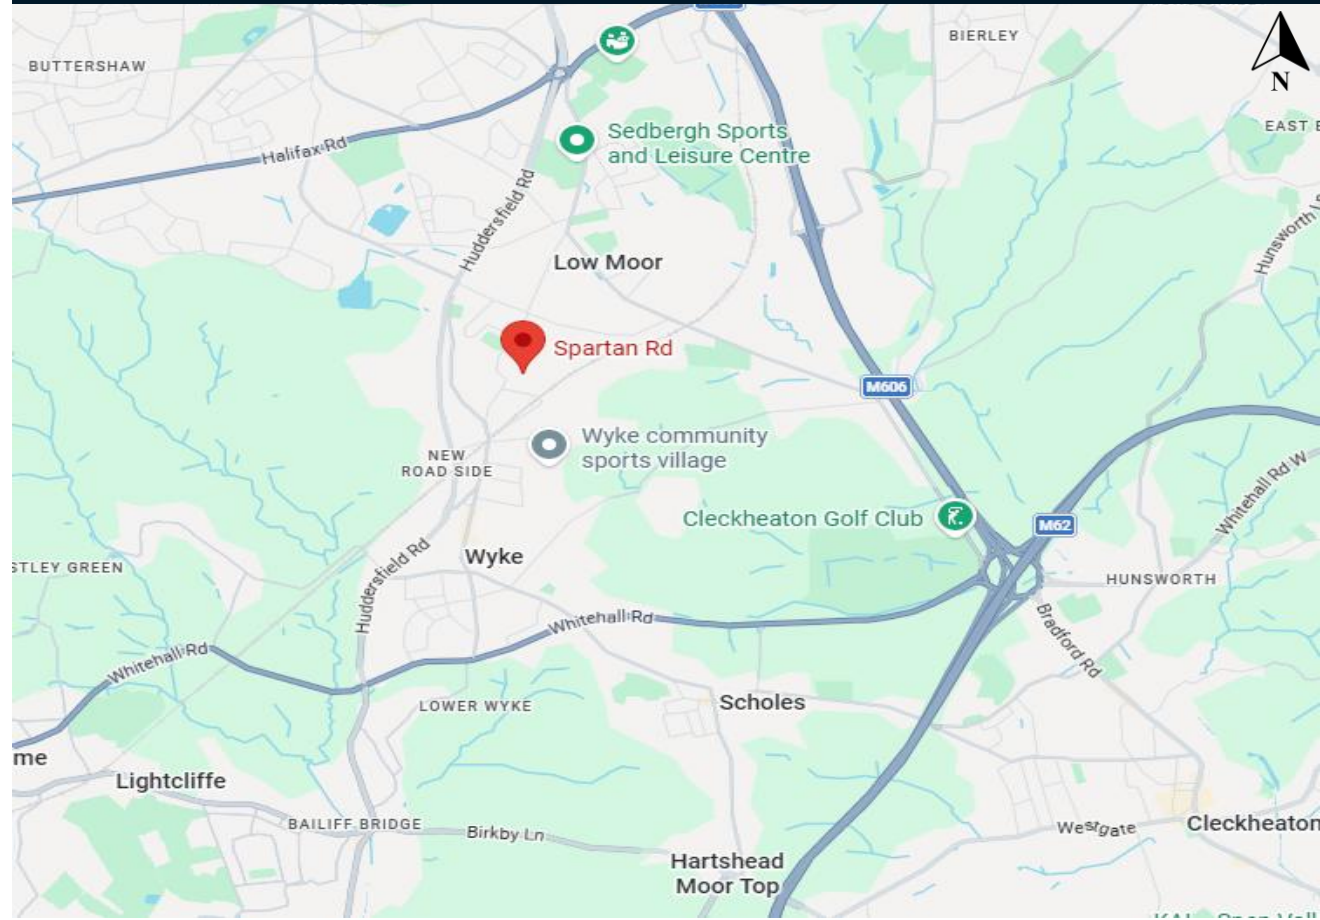 BIERLEY
BUTTERSHAW
N
EAST
Sedbergh Sports
and Leisure Centre
Halifax Rd
Huddersfield Rd
Hunsworth
Low Moor
Spartan Rd
M606
Wyke community
sports village
NEW
ROAD SIDE
Whitehall Rd W
Cleckheaton Golf Club
M62
Huddersfield Rd
Wyke
STLEY GREEN
HUNSWORTH
Whitehall Rd
Bradford Rd
Whitehall Rd
Scholes
LOWER WYKE
me
Lightcliffe
BAILIFF BRIDGE
Birkby Ln
Westgate
Cleckheaton
Hartshead
Moor Top